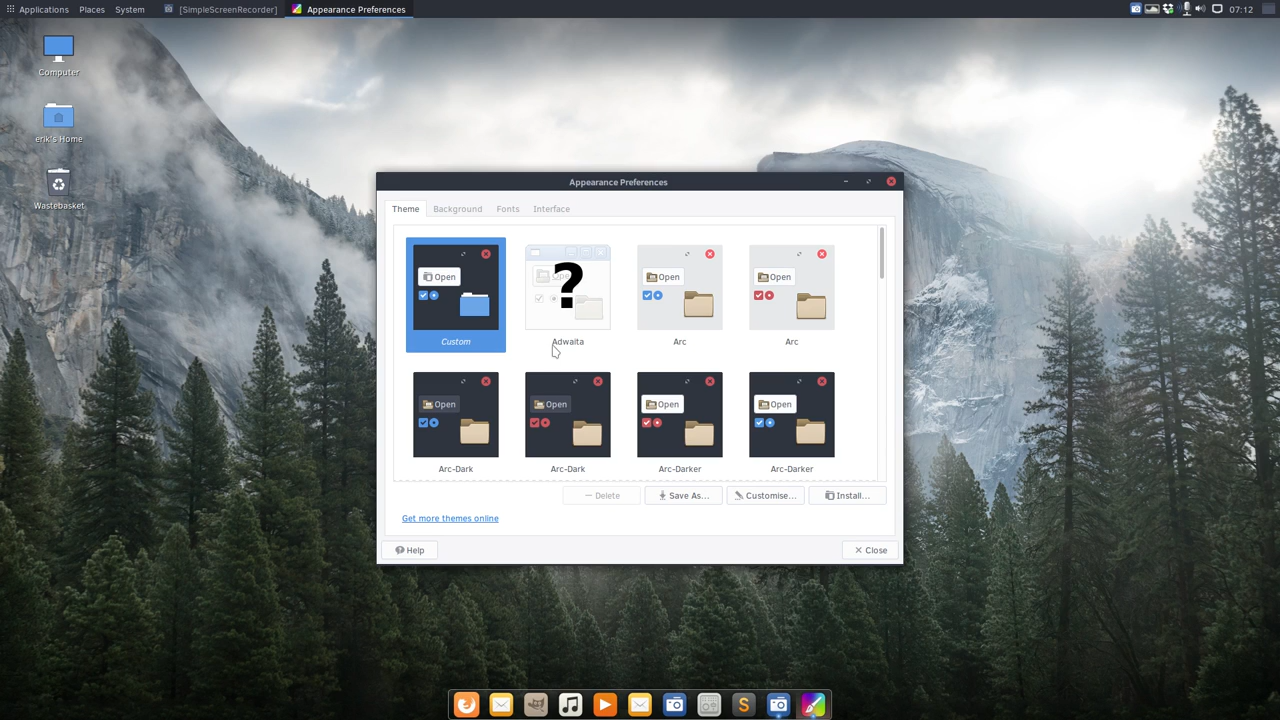 Applications Places System [SimpleScreenRecorder] Appearance Preferences 07:12
Computer
erik's Home
Wastebasket
Appearance Preferences
Theme Background Fonts Interface
Open
Custom
Open
?
Adwaita
Open
Arc
Open
Arc
Open
Arc-Dark
Open
Arc-Dark
Open
Arc-Darker
Open
Arc-Darker
Delete Save As... Customise... Install...
Get more themes online
Help Close
S